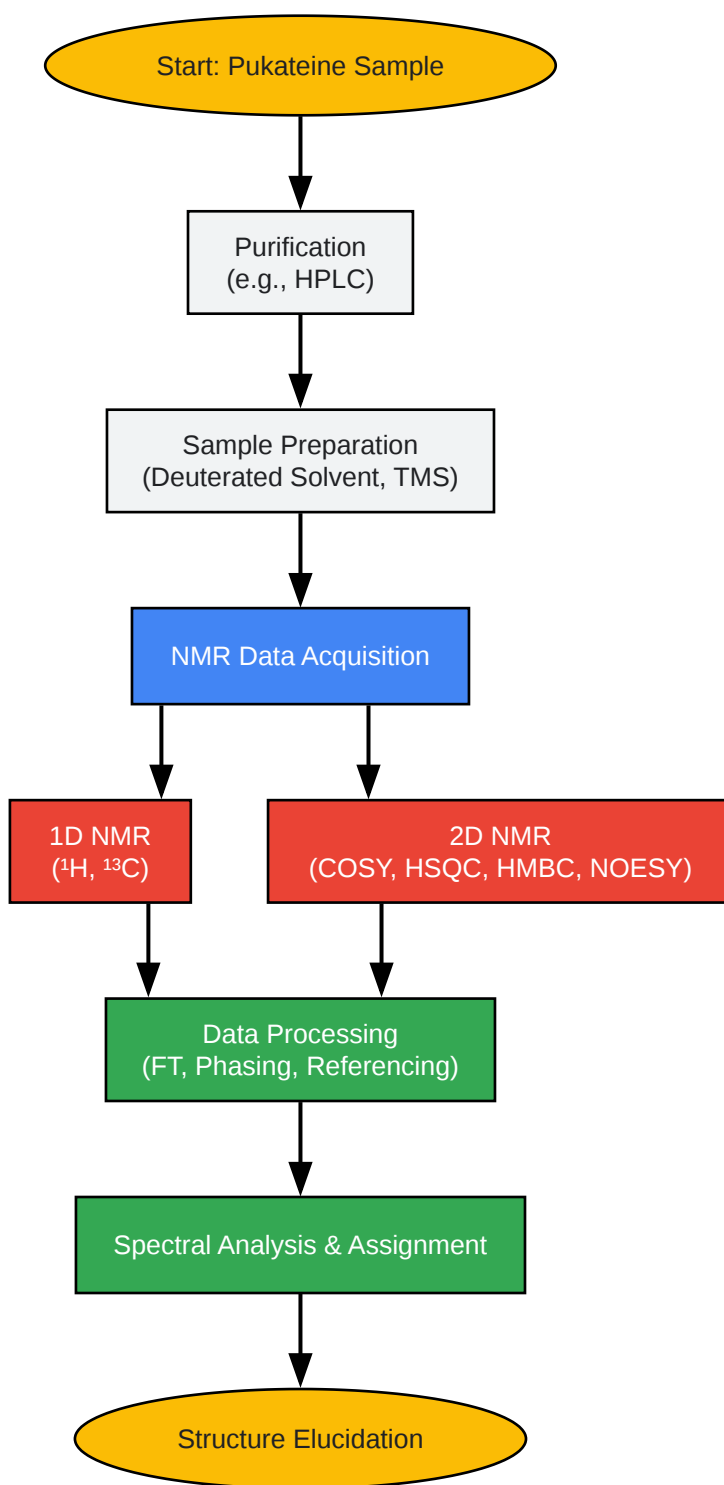 Start: Pukateine Sample
Purification
(e.g., HPLC)
Sample Preparation
(Deuterated Solvent, TMS)
NMR Data Acquisition
1D NMR
(¹H, ¹³C)
2D NMR
(COSY, HSQC, HMBC, NOESY)
Data Processing
(FT, Phasing, Referencing)
Spectral Analysis & Assignment
Structure Elucidation